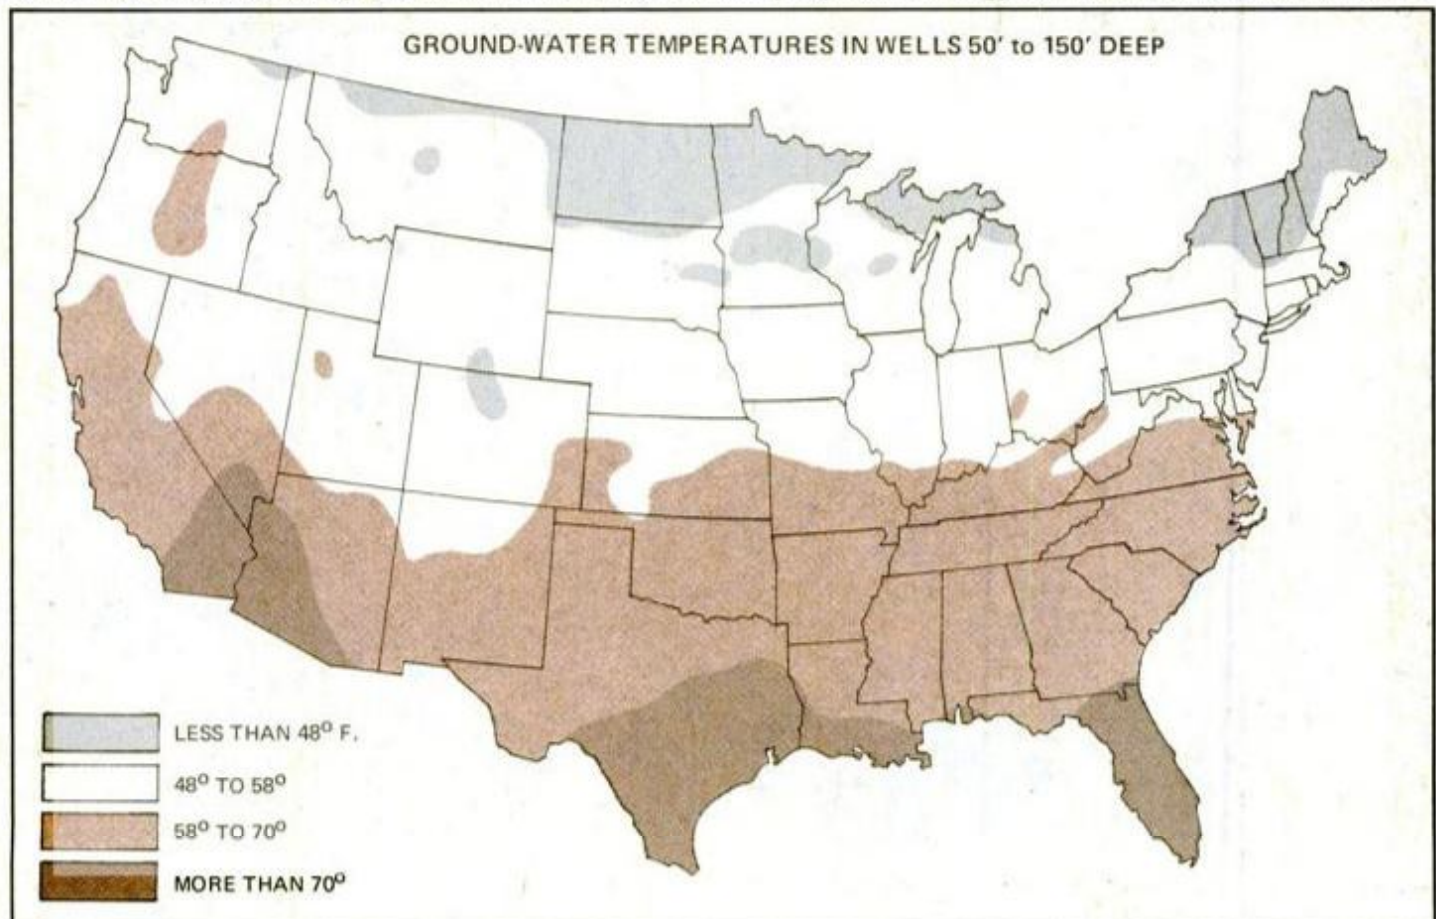 GROUND-WATER TEMPERATURES IN WELLS 50' to 150' DEEP
LESS THAN 48° F.
48° TO 58°
58° TO 70°
MORE THAN 70°